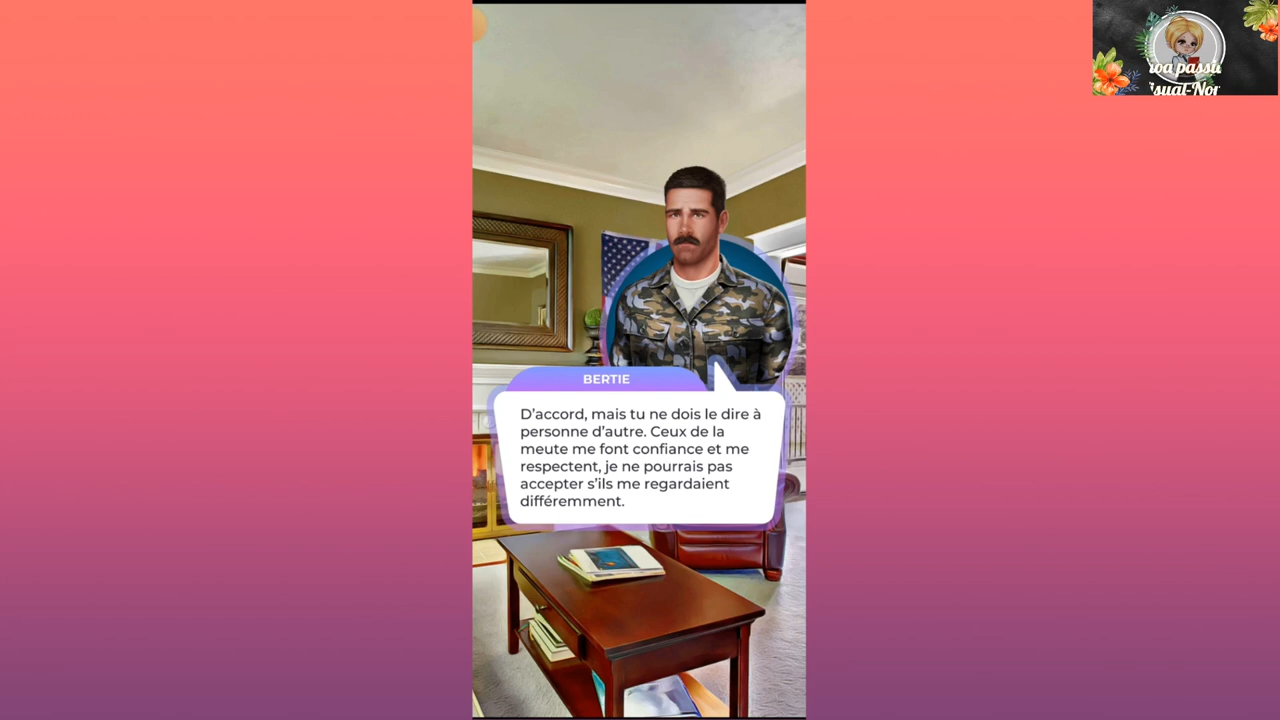 BERTIE
D’accord, mais tu ne dois le dire à
personne d’autre. Ceux de la
meute me font confiance et me
respectent, je ne pourrais pas
accepter s’ils me regardaient
différemment.